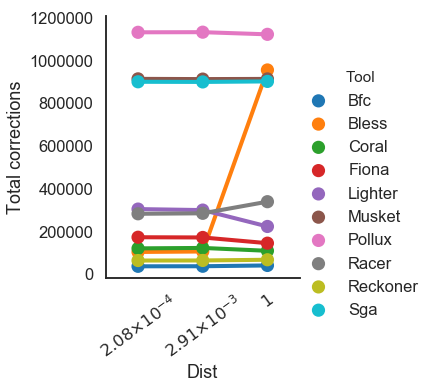 1200000
1000000
800000
600000
400000
200000
0
Total corrections
2.08×10⁻⁴
2.91×10⁻³
1
Dist
Tool
Bfc
Bless
Coral
Fiona
Lighter
Musket
Pollux
Racer
Reckoner
Sga